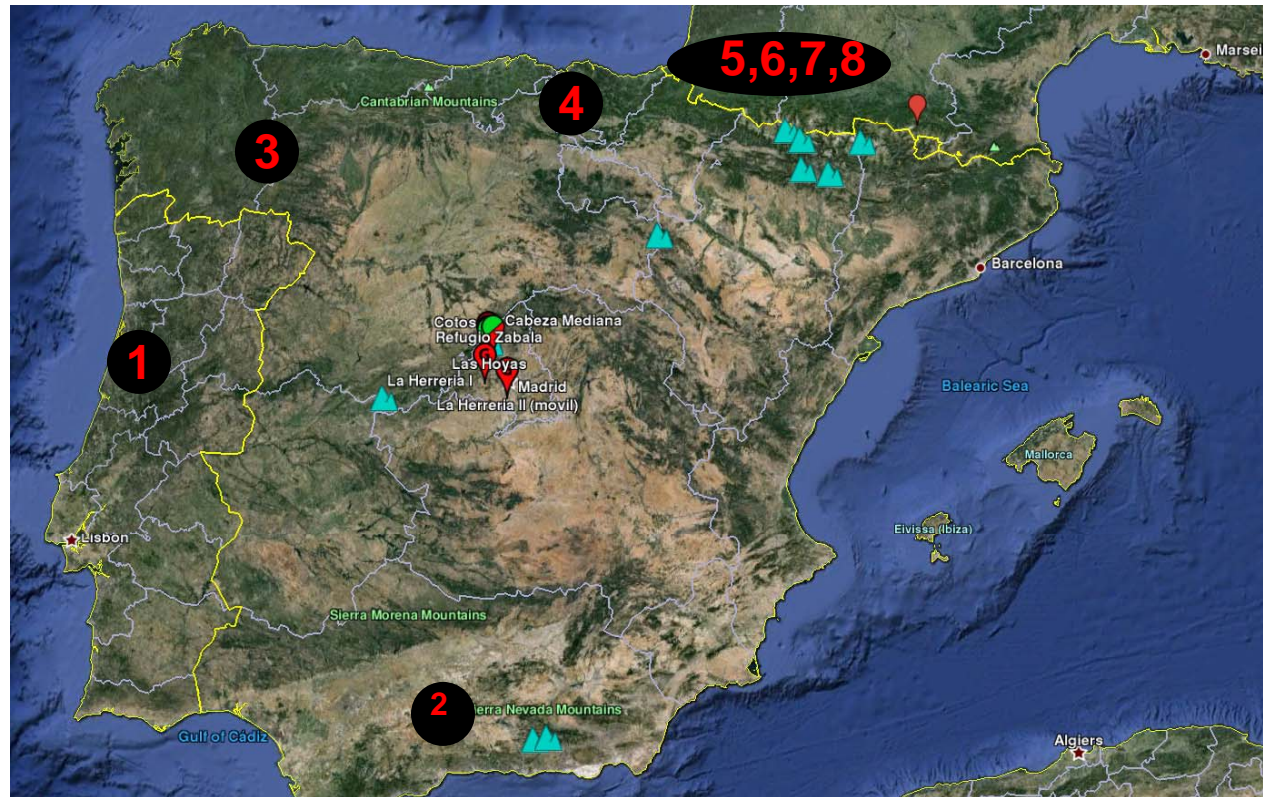 5,6,7,8
Marsei
4
Cantabrian Mountains
3
Barcelona
Cotos
Cabeza Mediana
Refugio Zabala
1
Las Hoyas
La Herreria I
Madrid
La Herreria II (movil)
Balearic Sea
Mallorca
Eivissa (Ibiza)
Lisbon
Sierra Morena Mountains
2
ierra Nevada Mountains
Gulf of Cádiz
Algiers